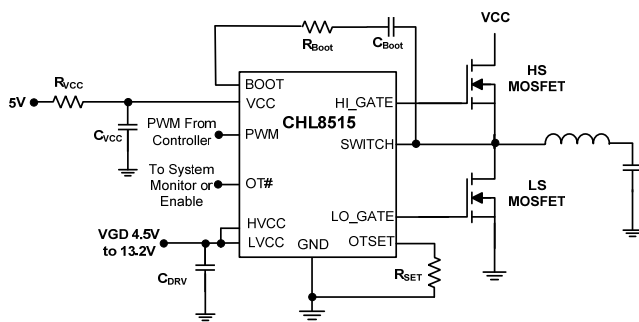 VCC
RBoot
CBoot
HS
MOSFET
BOOT
RVCC
5V
VCC
HI_GATE
CHL8515
CVCC
PWM From
Controller
PWM
SWITCH
To System
Monitor or
Enable
OT#
LS
MOSFET
HVCC
LO_GATE
VGD 4.5V
to 13.2V
LVCC
GND
OTSET
CDRV
RSET